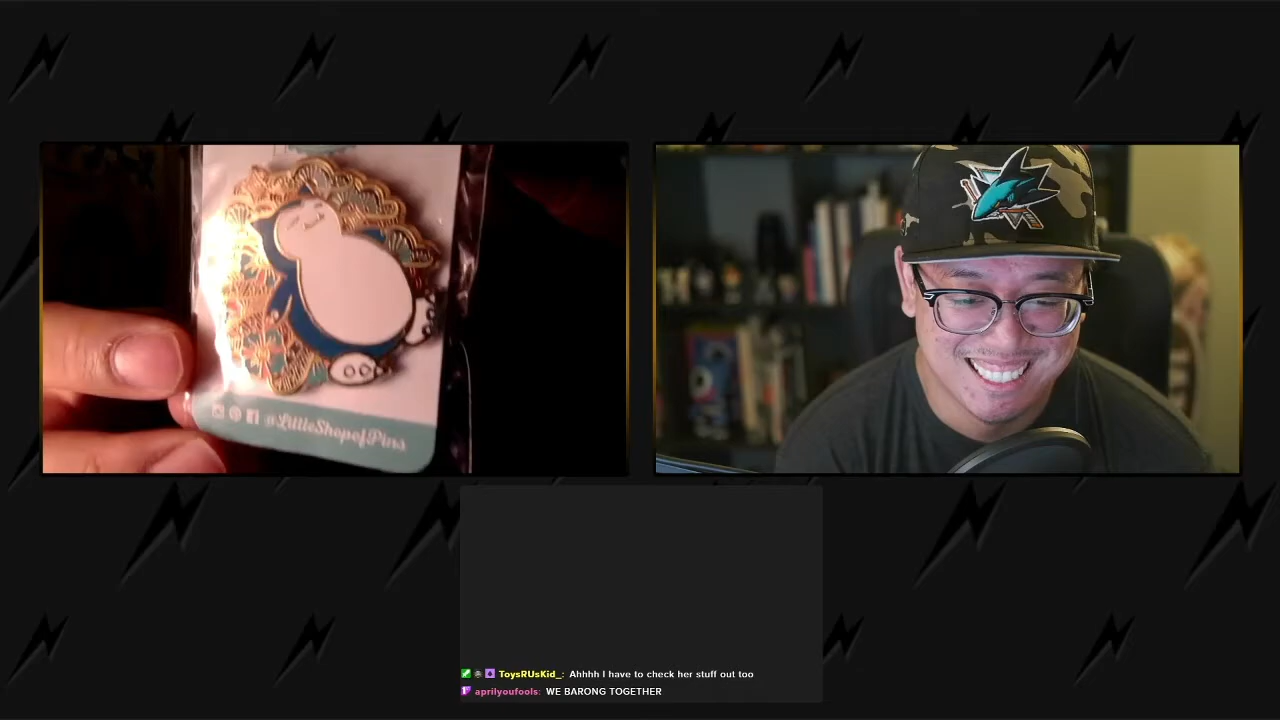 @LittleShopofPins
ToysRUsKid_: Ahhhh I have to check her stuff out too
aprilyoufools: WE BARONG TOGETHER